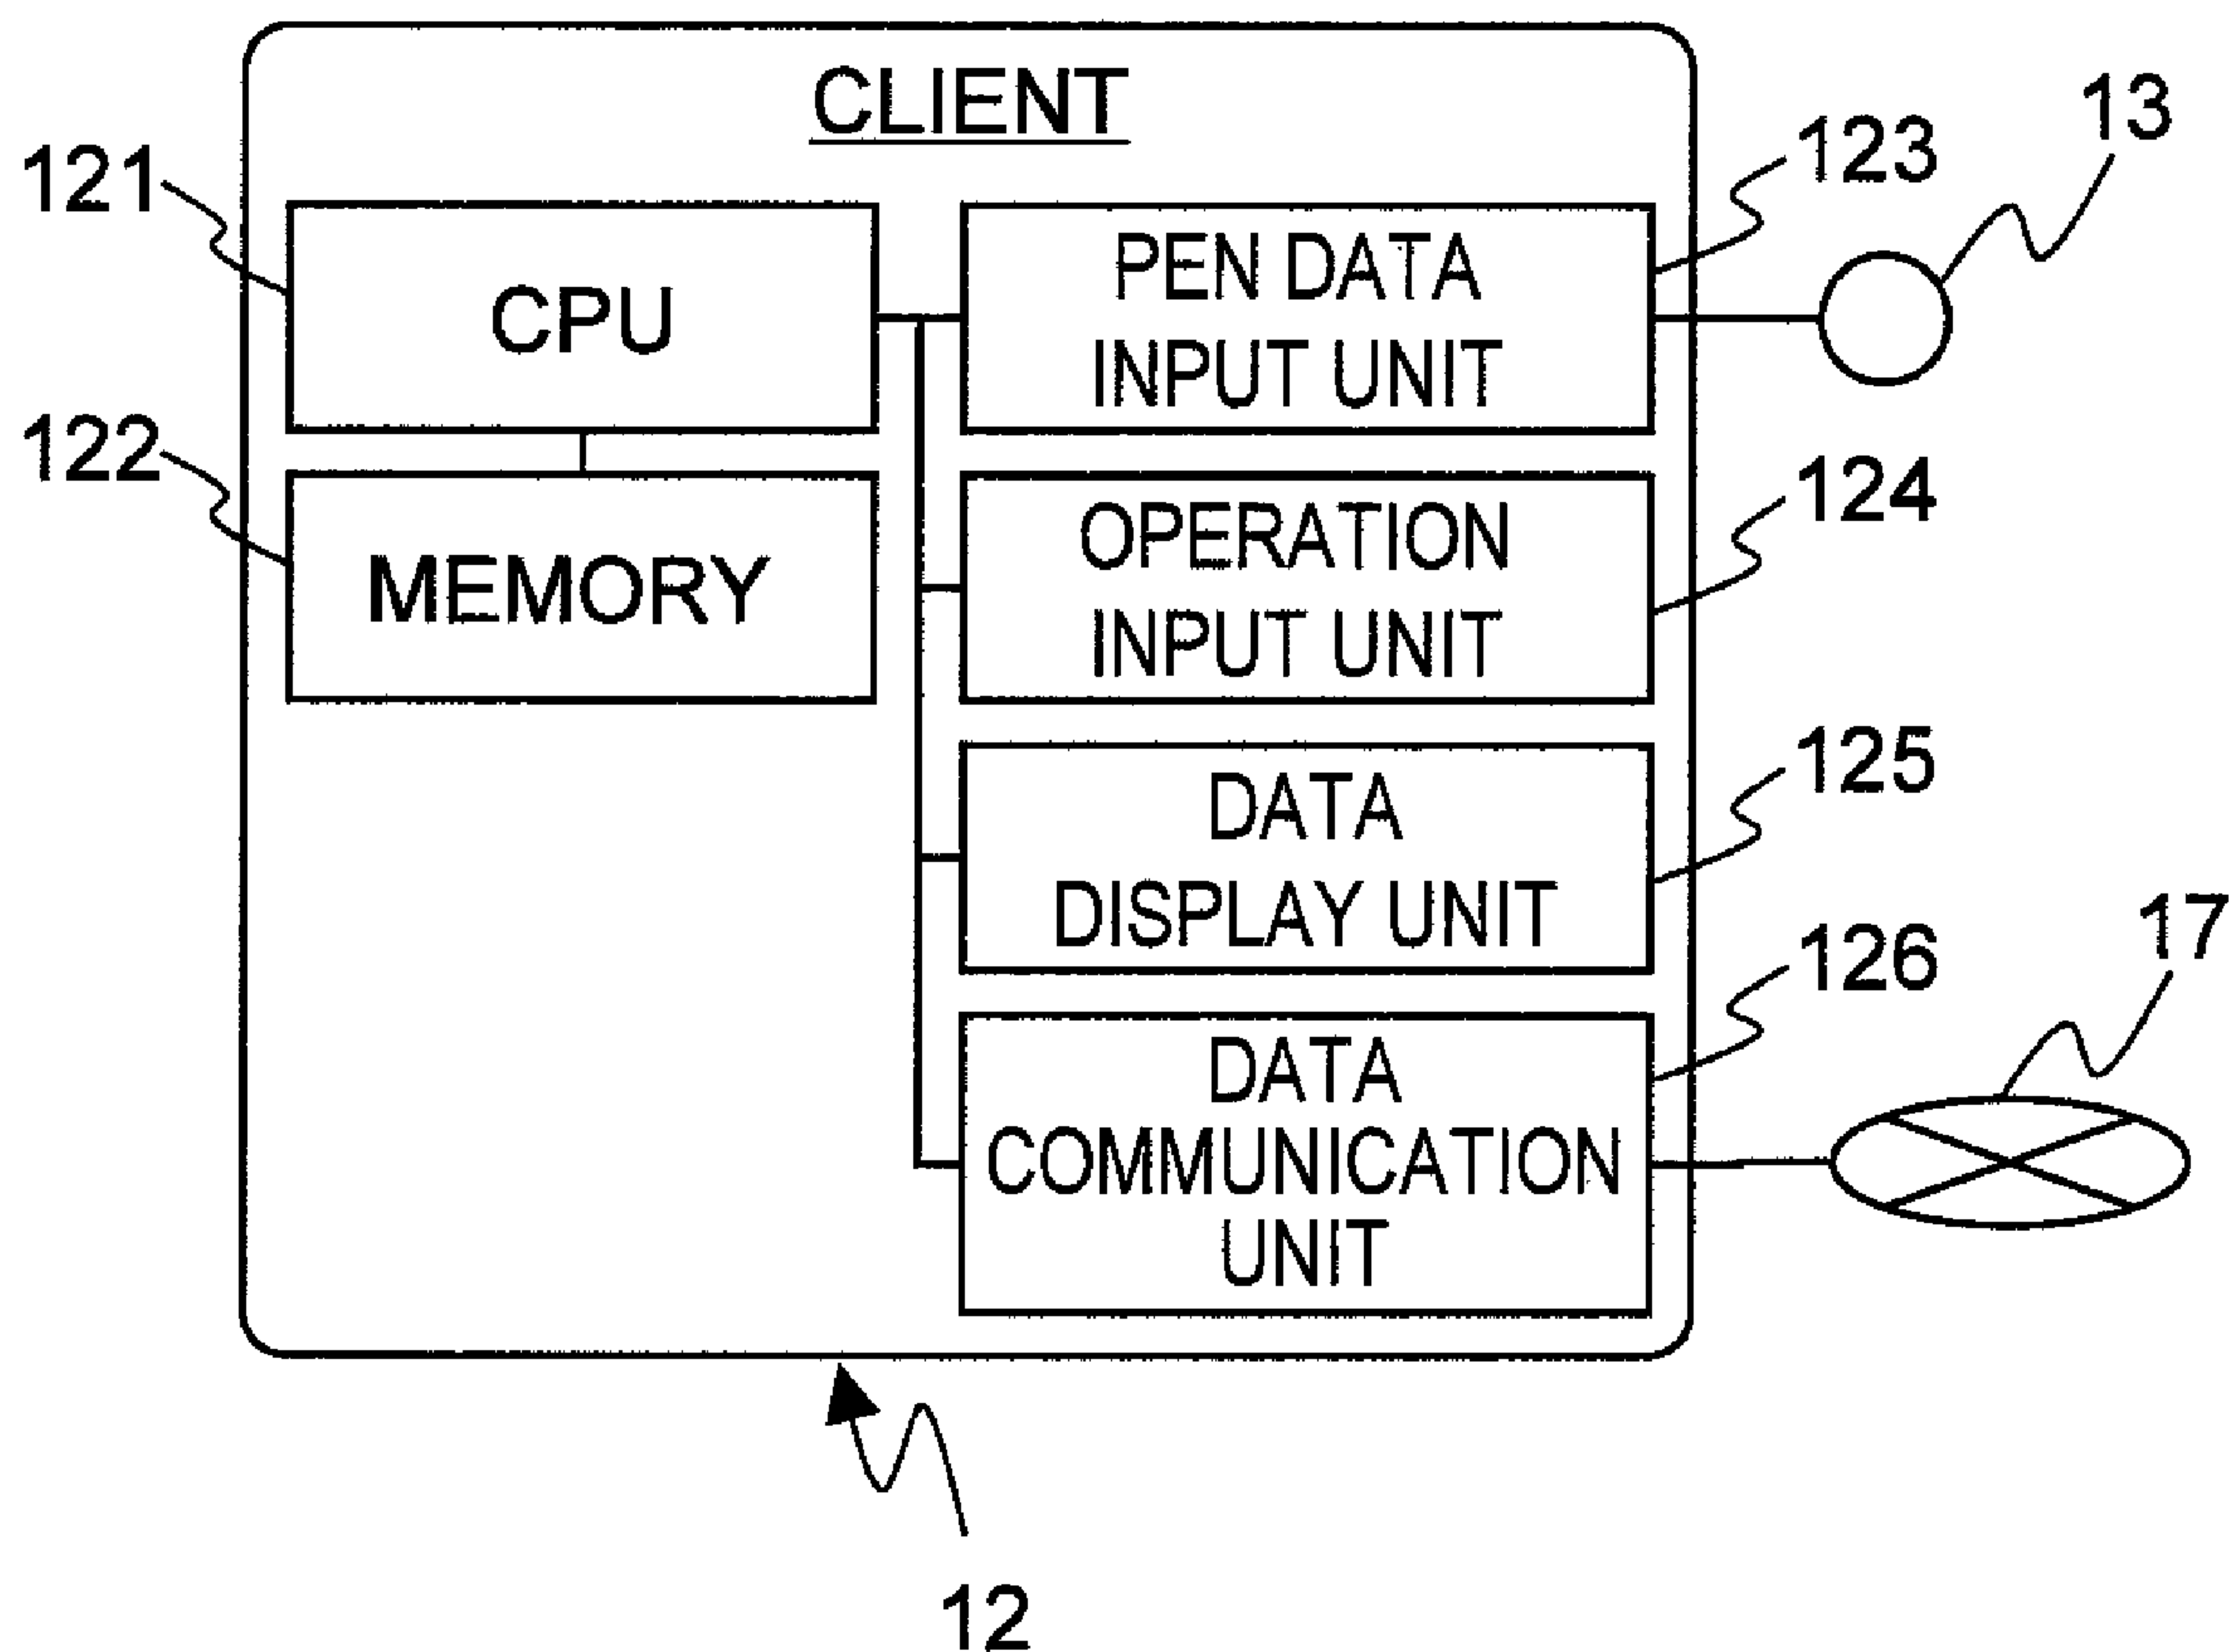 CLIENT
13
123
121
CPU
PEN DATA
INPUT UNIT
122
MEMORY
124
OPERATION
INPUT UNIT
125
DATA
DISPLAY UNIT
126
17
DATA
COMMUNICATION
UNIT
12